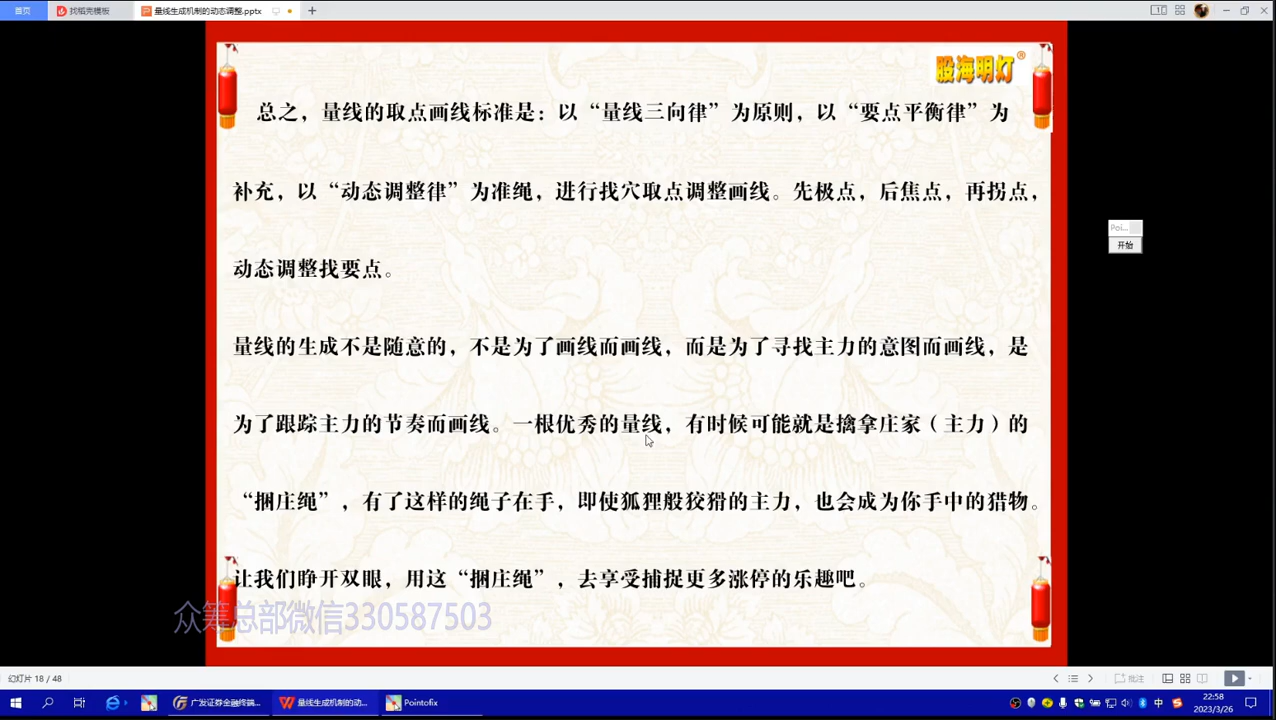 首页
找稻壳模板
量线生成机制的动态调整.pptx
股海明灯®
总之，量线的取点画线标准是：以“量线三向律”为原则，以“要点平衡律”为
补充，以“动态调整律”为准绳，进行找穴取点调整画线。先极点，后焦点，再拐点，
动态调整找要点。
Poi...
开始
量线的生成不是随意的，不是为了画线而画线，而是为了寻找主力的意图而画线，是
为了跟踪主力的节奏而画线。一根优秀的量线，有时候可能就是擒拿庄家（主力）的
“捆庄绳”，有了这样的绳子在手，即使狐狸般狡猾的主力，也会成为你手中的猎物。
让我们睁开双眼，用这“捆庄绳”，去享受捕捉更多涨停的乐趣吧。
众筹总部微信330587503
幻灯片 18 / 48
批注
广发证券金融终端...
量线生成机制的动...
Pointofix
中
22:58
2023/3/26